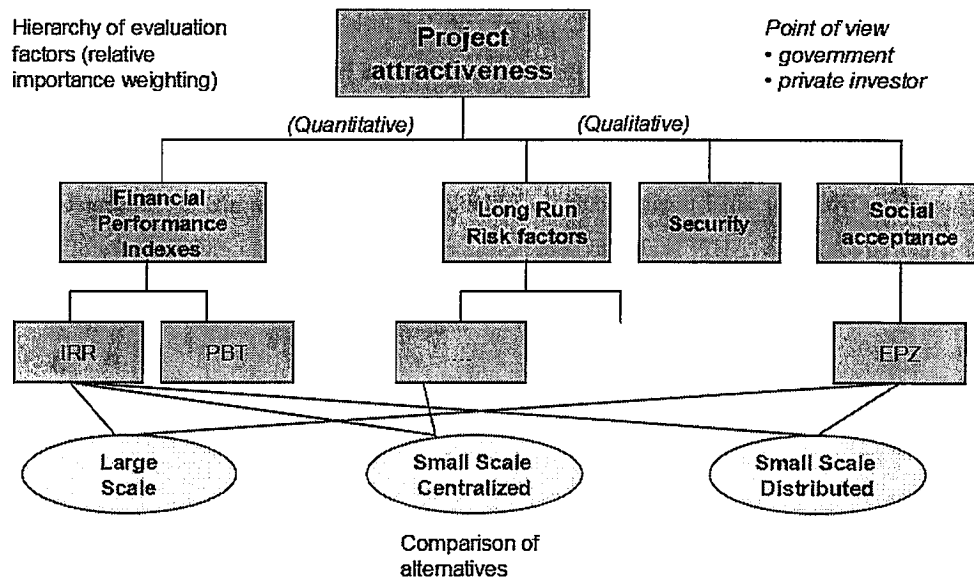 Hierarchy of evaluation
factors (relative
importance weighting)
Project
attractiveness
Point of view
• government
• private investor
(Quantitative)
(Qualitative)
Financial
Performance
Indexes
Long Run
Risk factors
Security
Social
acceptance
IRR
PBT
...
EPZ
Large
Scale
Small Scale
Centralized
Small Scale
Distributed
Comparison of
alternatives